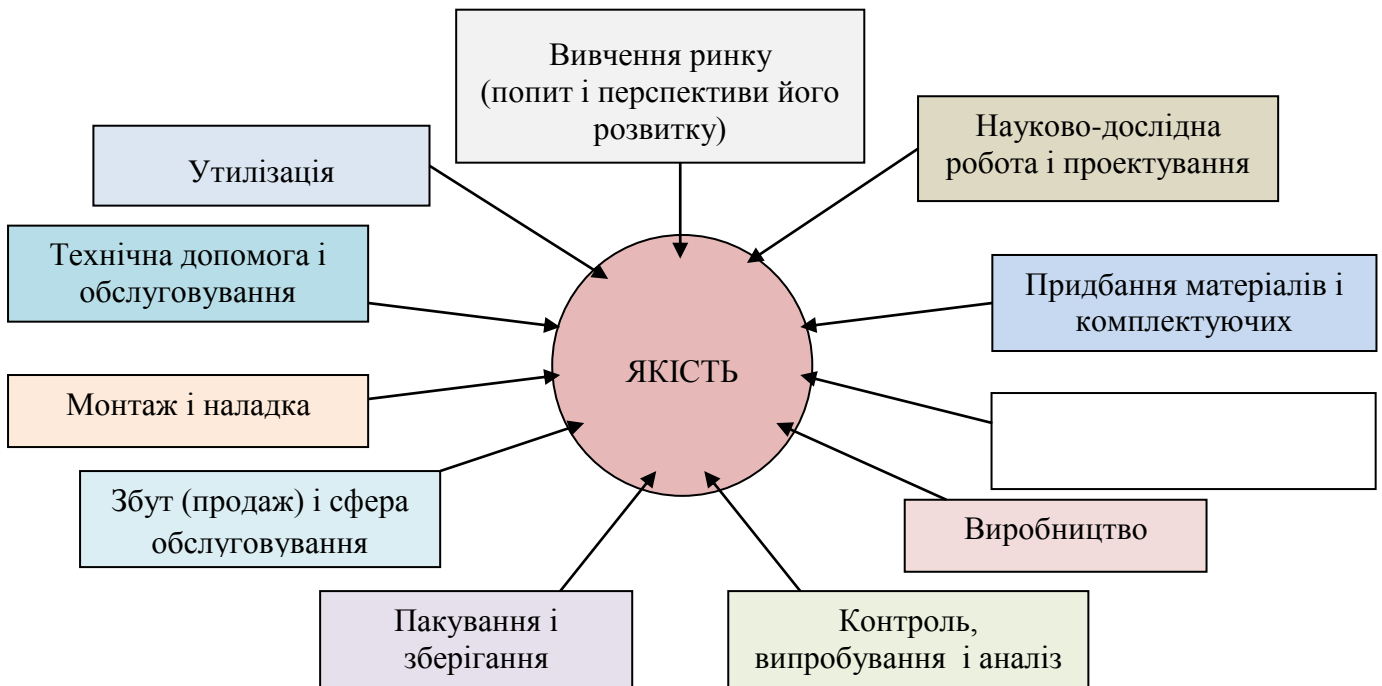 Вивчення ринку
(попит і перспективи його
розвитку)
Науково-дослідна
робота і проектування
Утилізація
Технічна допомога і
обслуговування
Придбання матеріалів і
комплектуючих
ЯКІСТЬ
Монтаж і наладка
Збут (продаж) і сфера
обслуговування
Виробництво
Пакування і
зберігання
Контроль,
випробування і аналіз